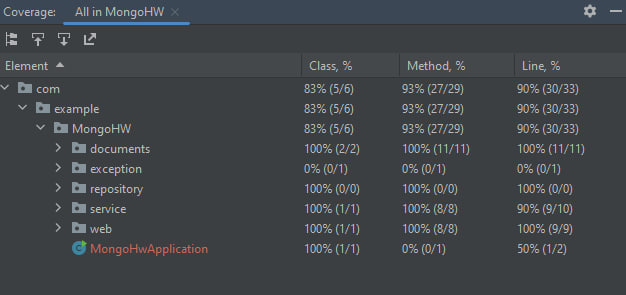 Coverage: All in MongoHW
Element Class, % Method, % Line, %
com 83% (5/6) 93% (27/29) 90% (30/33)
example 83% (5/6) 93% (27/29) 90% (30/33)
MongoHW 83% (5/6) 93% (27/29) 90% (30/33)
documents 100% (2/2) 100% (11/11) 100% (11/11)
exception 0% (0/1) 0% (0/1) 0% (0/1)
repository 100% (0/0) 100% (0/0) 100% (0/0)
service 100% (1/1) 100% (8/8) 90% (9/10)
web 100% (1/1) 100% (8/8) 100% (9/9)
MongoHwApplication 100% (1/1) 0% (0/1) 50% (1/2)